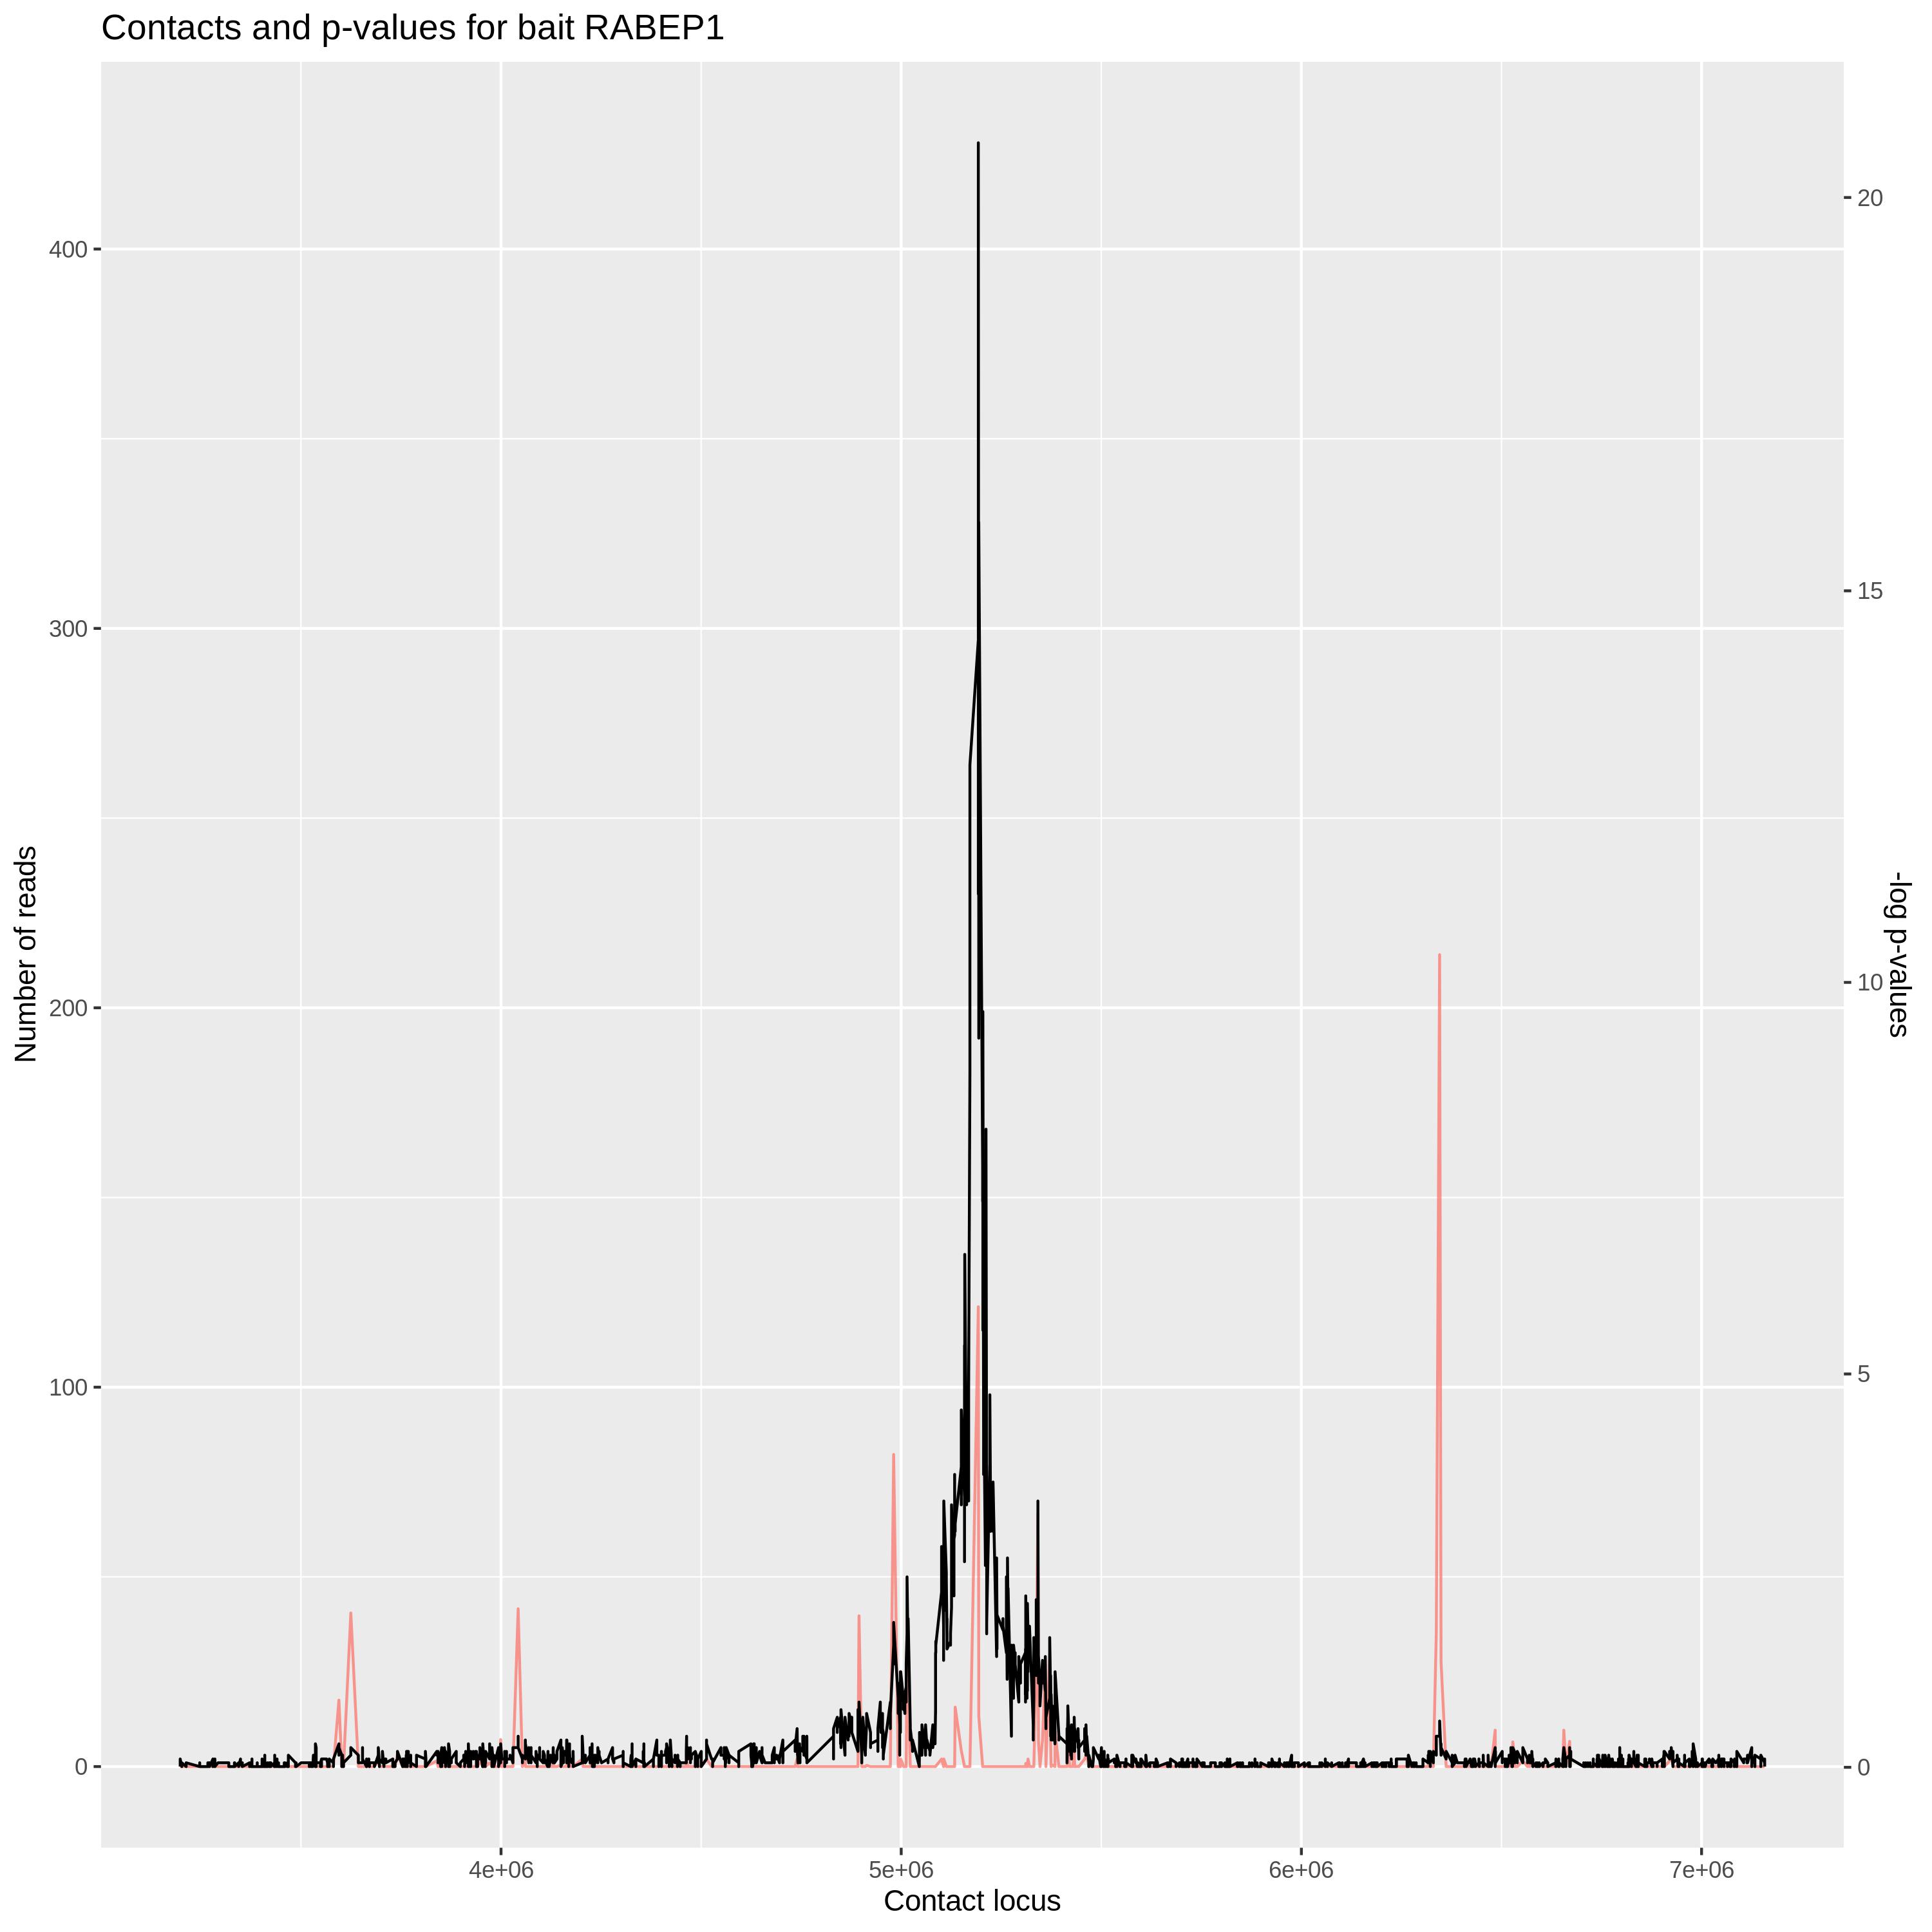 Contacts and p-values for bait RABEP1
400
300
200
100
0
Number of reads
20
15
10
5
0
-log p-values
4e+06
5e+06
6e+06
7e+06
Contact locus